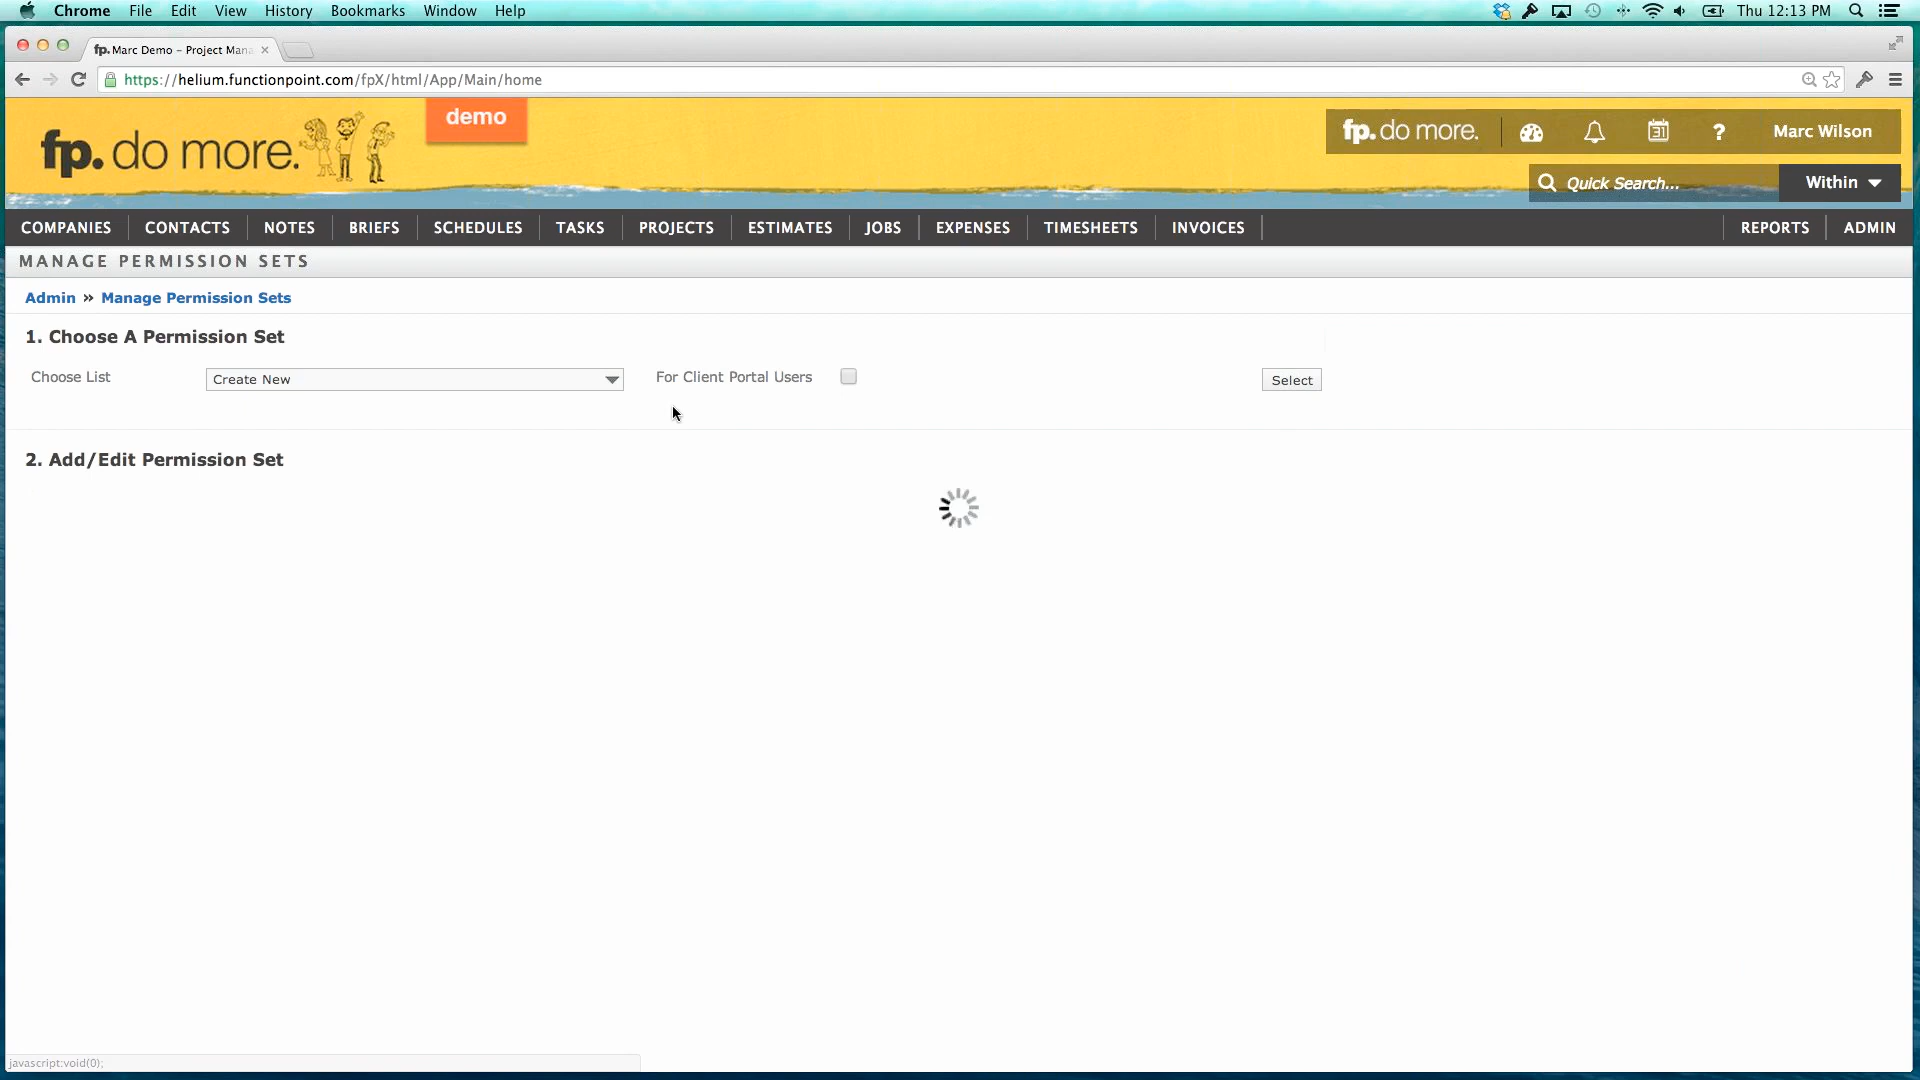 Chrome File Edit View History Bookmarks Window Help Thu 12:13 PM
fp. Marc Demo – Project Mana
https://helium.functionpoint.com/fpX/html/App/Main/home
fp. do more. demo fp. do more. 31 ? Marc Wilson
Quick Search... Within
COMPANIES CONTACTS NOTES BRIEFS SCHEDULES TASKS PROJECTS ESTIMATES JOBS EXPENSES TIMESHEETS INVOICES REPORTS ADMIN
MANAGE PERMISSION SETS
Admin » Manage Permission Sets
1. Choose A Permission Set
Choose List Create New For Client Portal Users Select
2. Add/Edit Permission Set
javascript:void(0);